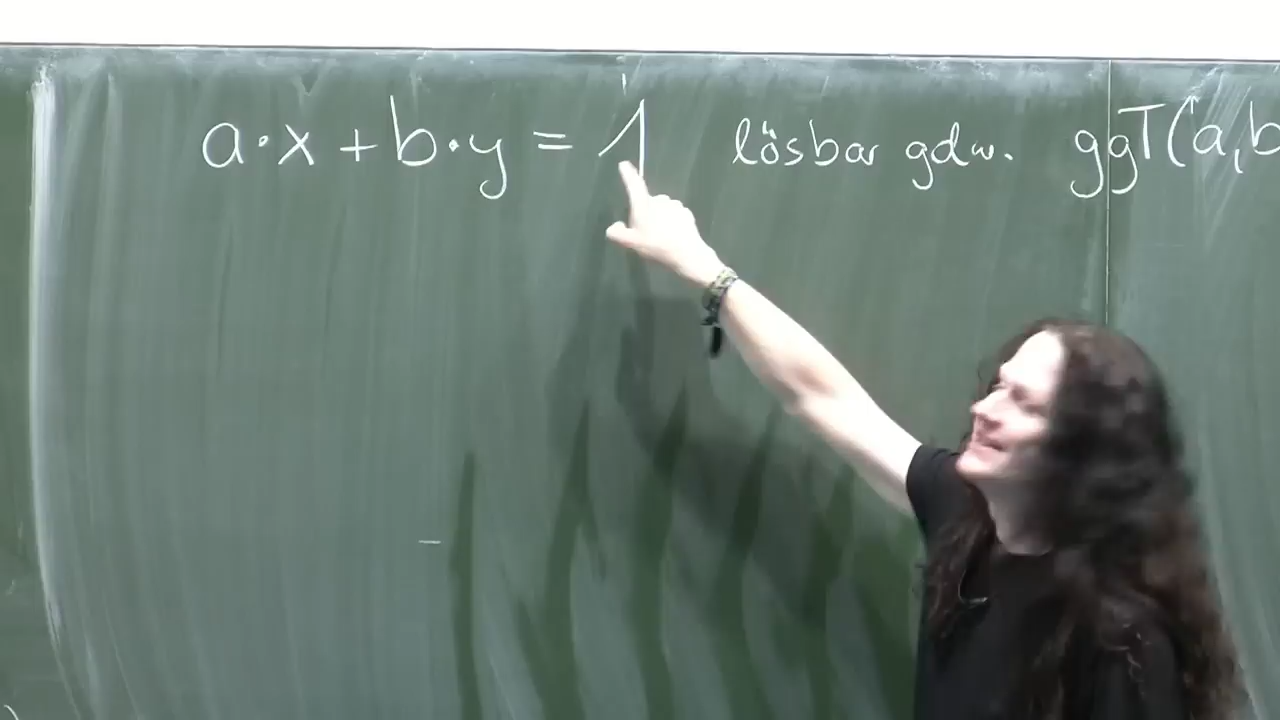 a·x + b·y = 1 lösbar gdw. ggT(a,b